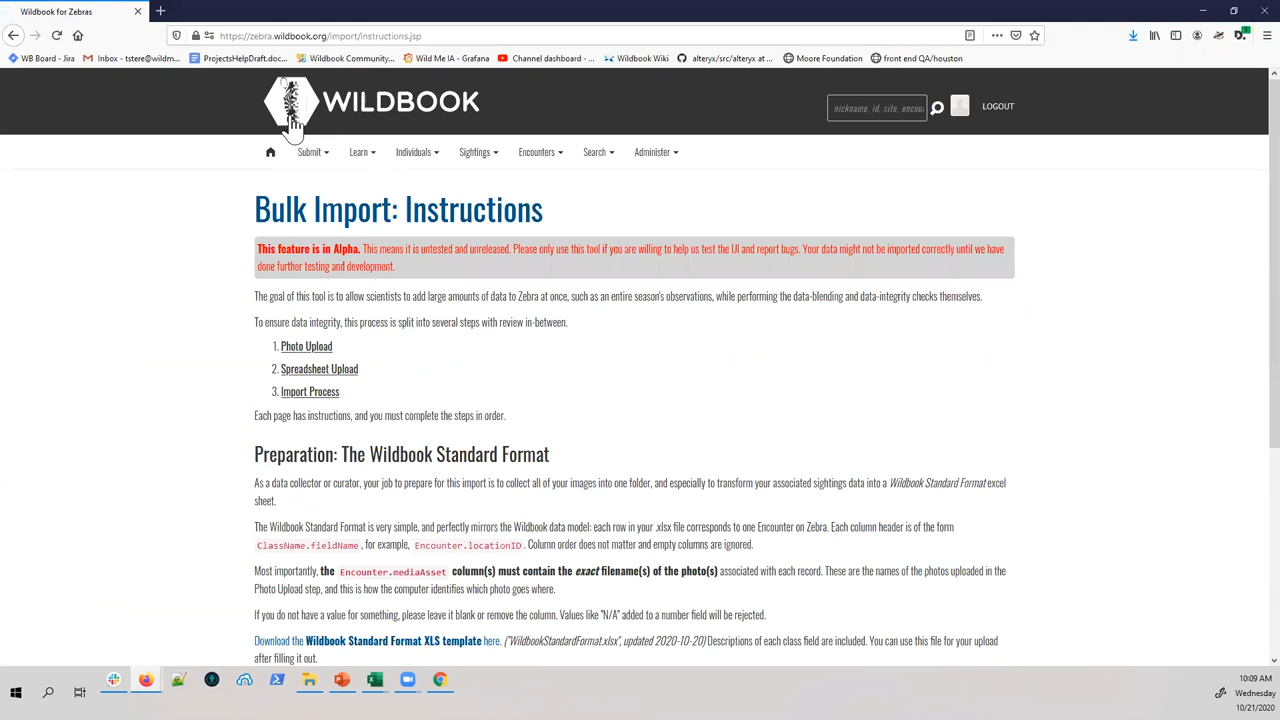 Wildbook for Zebras
https://zebra.wildbook.org/import/instructions.jsp
WB Board - Jira
Inbox - tstere@wildm...
ProjectsHelpDraft.doc...
Wildbook Community...
Wild Me IA - Grafana
Channel dashboard - ...
Wildbook Wiki
alteryx/src/alteryx at ...
Moore Foundation
front end QA/houston
WILDBOOK
nickname, id, site, encou
LOGOUT
Submit
Learn
Individuals
Sightings
Encounters
Search
Administer
Bulk Import: Instructions
This feature is in Alpha. This means it is untested and unreleased. Please only use this tool if you are willing to help us test the UI and report bugs. Your data might not be imported correctly until we have
done further testing and development.
The goal of this tool is to allow scientists to add large amounts of data to Zebra at once, such as an entire season's observations, while performing the data-blending and data-integrity checks themselves.
To ensure data integrity, this process is split into several steps with review in-between.
1. Photo Upload
2. Spreadsheet Upload
3. Import Process
Each page has instructions, and you must complete the steps in order.
Preparation: The Wildbook Standard Format
As a data collector or curator, your job to prepare for this import is to collect all of your images into one folder, and especially to transform your associated sightings data into a Wildbook Standard Format excel
sheet.
The Wildbook Standard Format is very simple, and perfectly mirrors the Wildbook data model: each row in your .xlsx file corresponds to one Encounter on Zebra. Each column header is of the form
ClassName.fieldName, for example, Encounter.locationID. Column order does not matter and empty columns are ignored.
Most importantly, the Encounter.mediaAsset column(s) must contain the exact filename(s) of the photo(s) associated with each record. These are the names of the photos uploaded in the
Photo Upload step, and this is how the computer identifies which photo goes where.
If you do not have a value for something, please leave it blank or remove the column. Values like "N/A" added to a number field will be rejected.
Download the Wildbook Standard Format XLS template here. ("WildbookStandardFormat.xlsx", updated 2020-10-20) Descriptions of each class field are included. You can use this file for your upload
after filling it out.
10:09 AM
Wednesday
10/21/2020